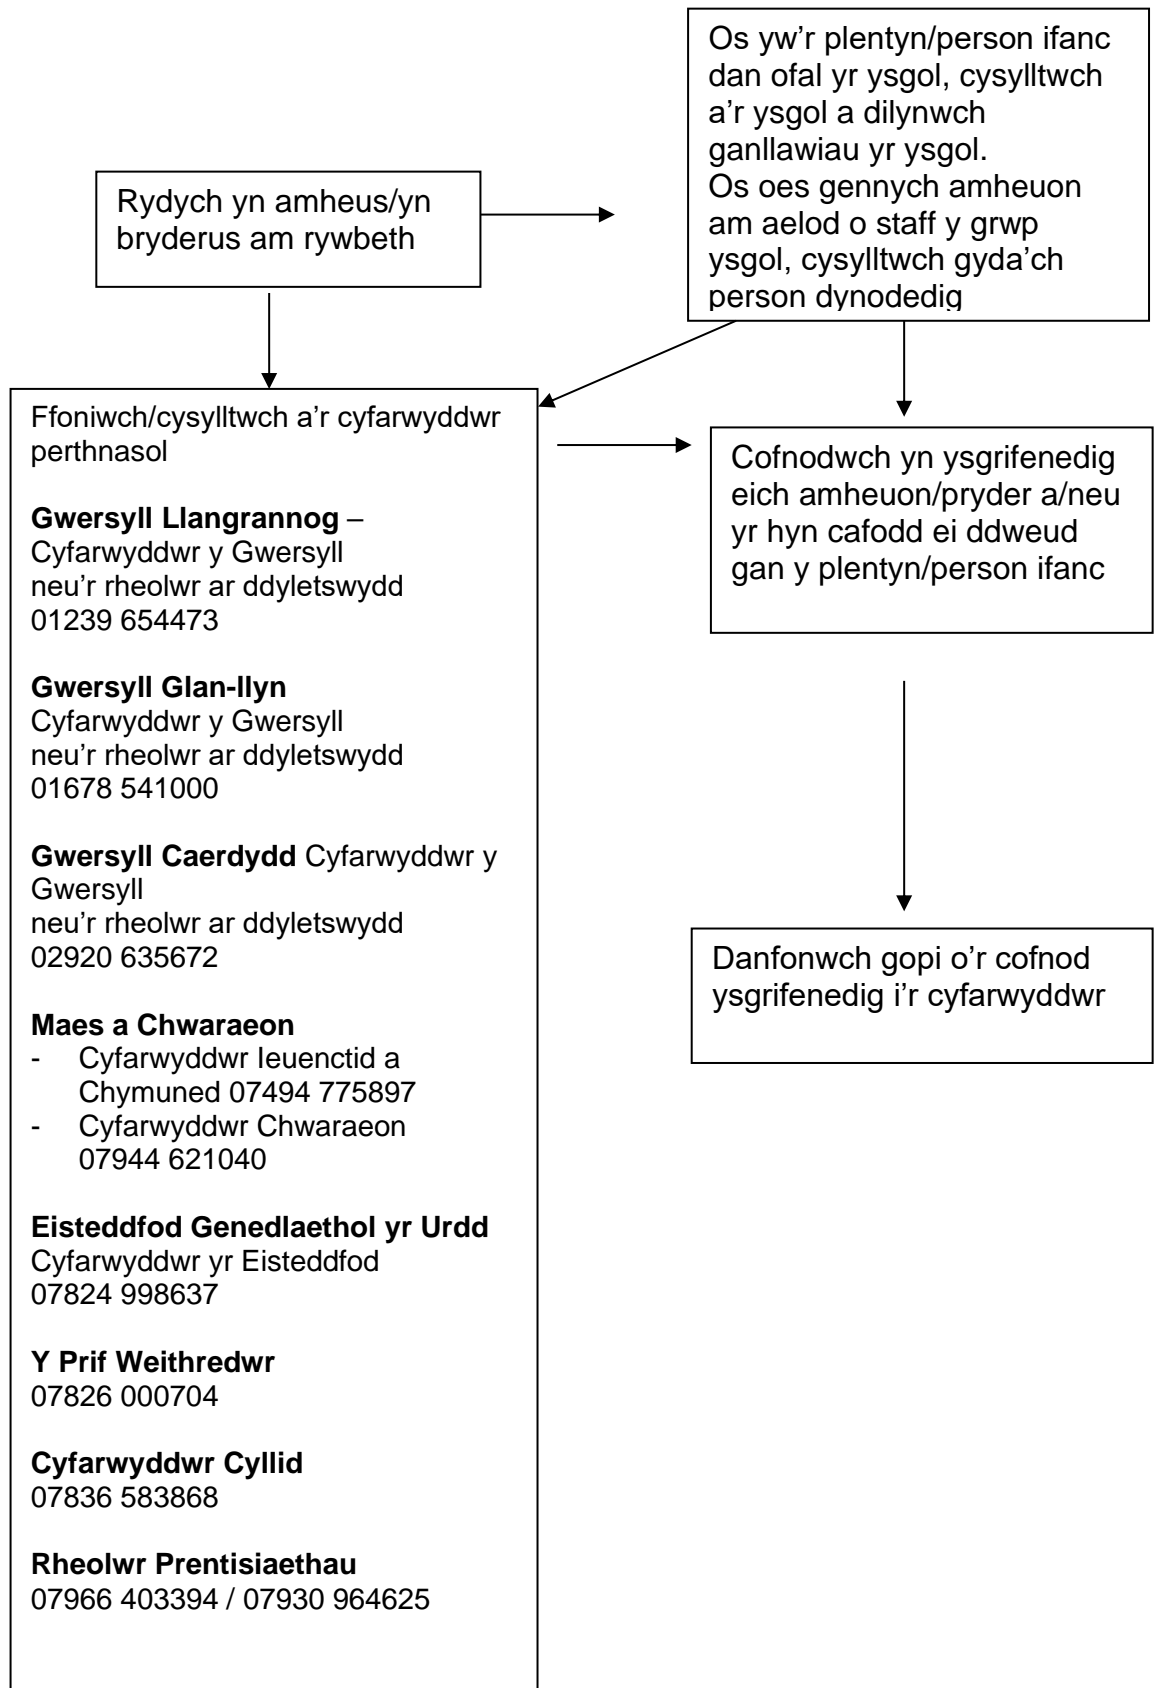 Os yw'r plentyn/person ifanc
dan ofal yr ysgol, cysylltwch
a'r ysgol a dilynwch
ganllawiau yr ysgol.
Os oes gennych amheuon
am aelod o staff y grwp
ysgol, cysylltwch gyda'ch
person dynodedig
Rydych yn amheus/yn
bryderus am rywbeth
Ffoniwch/cysylltwch a'r cyfarwyddwr
perthnasol
Gwersyll Llangrannog –
Cyfarwyddwr y Gwersyll
neu'r rheolwr ar ddyletswydd
01239 654473
Gwersyll Glan-llyn
Cyfarwyddwr y Gwersyll
neu'r rheolwr ar ddyletswydd
01678 541000
Gwersyll Caerdydd Cyfarwyddwr y
Gwersyll
neu'r rheolwr ar ddyletswydd
02920 635672
Maes a Chwaraeon
- Cyfarwyddwr Ieuenctid a
Chymuned 07494 775897
- Cyfarwyddwr Chwaraeon
07944 621040
Eisteddfod Genedlaethol yr Urdd
Cyfarwyddwr yr Eisteddfod
07824 998637
Y Prif Weithredwr
07826 000704
Cyfarwyddwr Cyllid
07836 583868
Rheolwr Prentisiaethau
07966 403394 / 07930 964625
Cofnodwch yn ysgrifenedig
eich amheuon/pryder a/neu
yr hyn cafodd ei ddweud
gan y plentyn/person ifanc
Danfonwch gopi o'r cofnod
ysgrifenedig i'r cyfarwyddwr